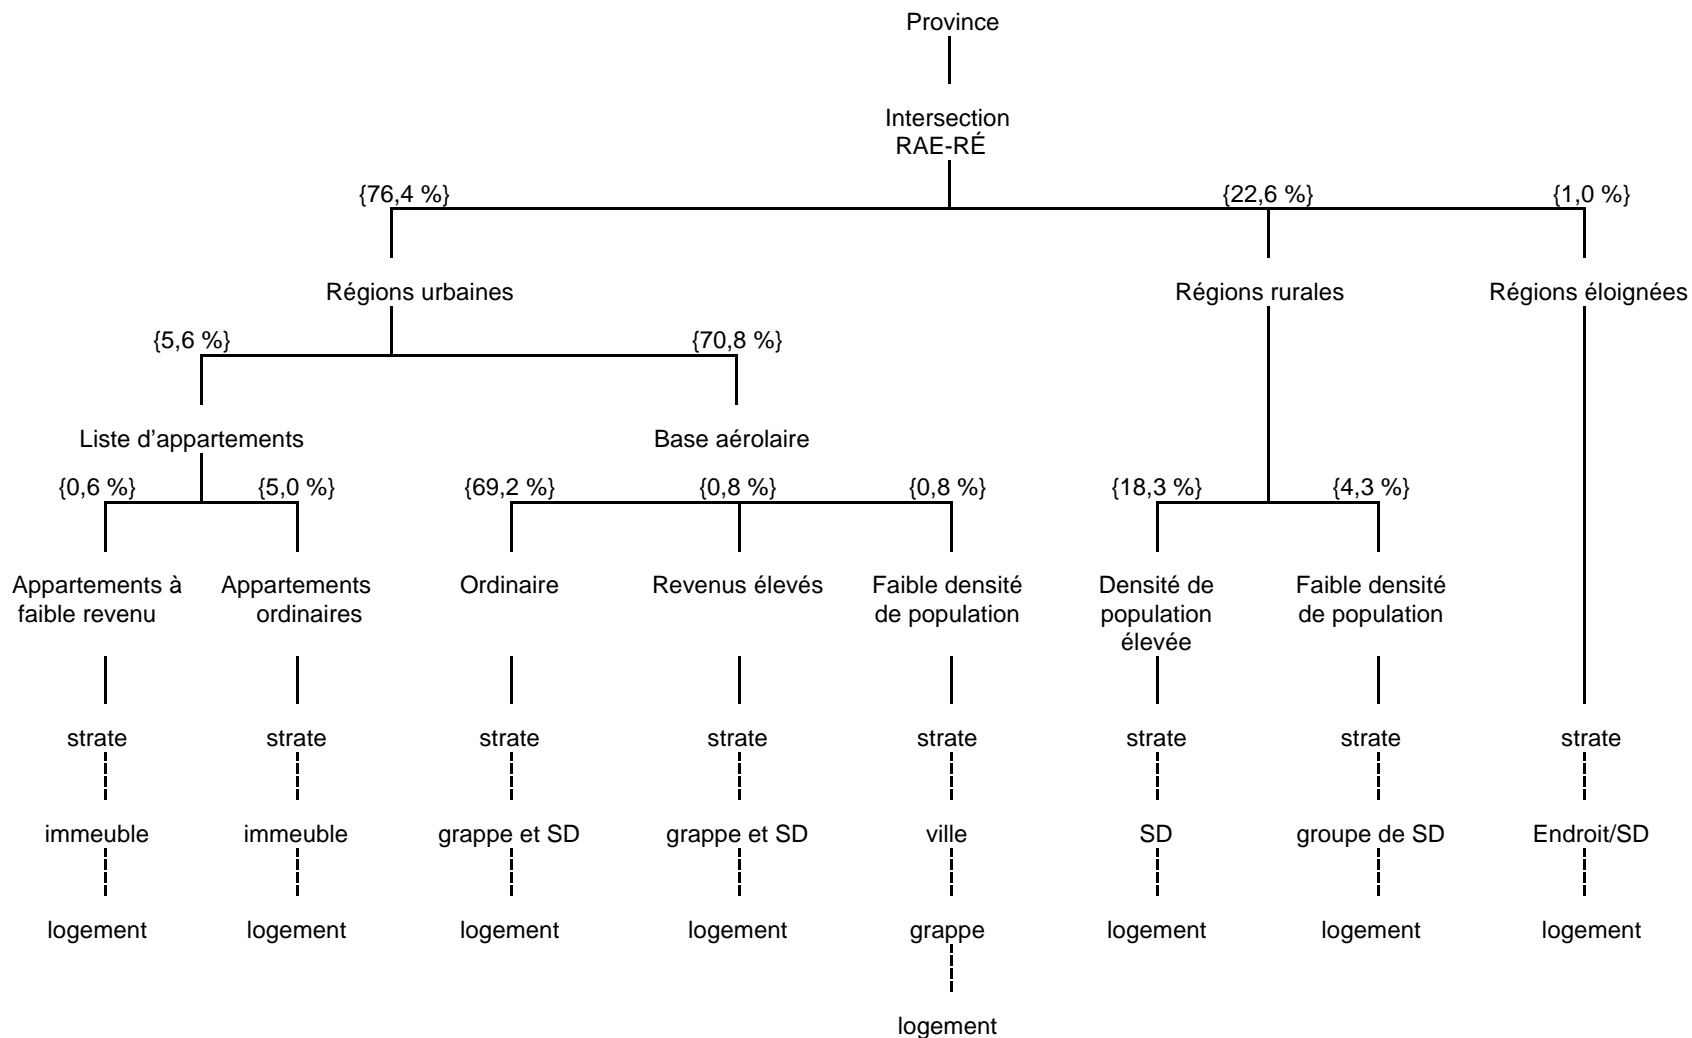 Province
Intersection
RAE-RÉ
{76,4 %} {22,6 %} {1,0 %}
Régions urbaines Régions rurales Régions éloignées
{5,6 %} {70,8 %}
Liste d’appartements Base aérolaire
{0,6 %} {5,0 %} {69,2 %} {0,8 %} {0,8 %} {18,3 %} {4,3 %}
Appartements à Appartements Ordinaire Revenus élevés Faible densité Densité de Faible densité
faible revenu ordinaires de population population de population
élevée
strate strate strate strate strate strate strate strate
immeuble immeuble grappe et SD grappe et SD ville SD groupe de SD Endroit/SD
logement logement logement logement grappe logement logement logement
logement